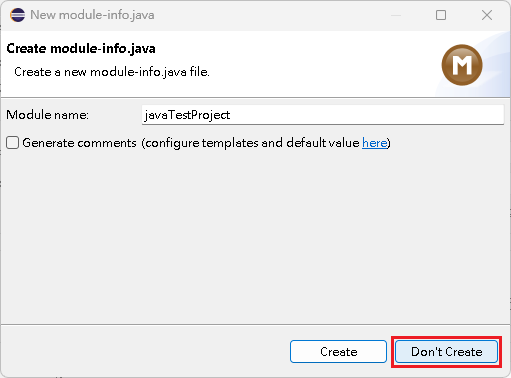 New module-info.java
Create module-info.java
Create a new module-info.java file.
M
Module name: javaTestProject
Generate comments (configure templates and default value here)
Create Don't Create